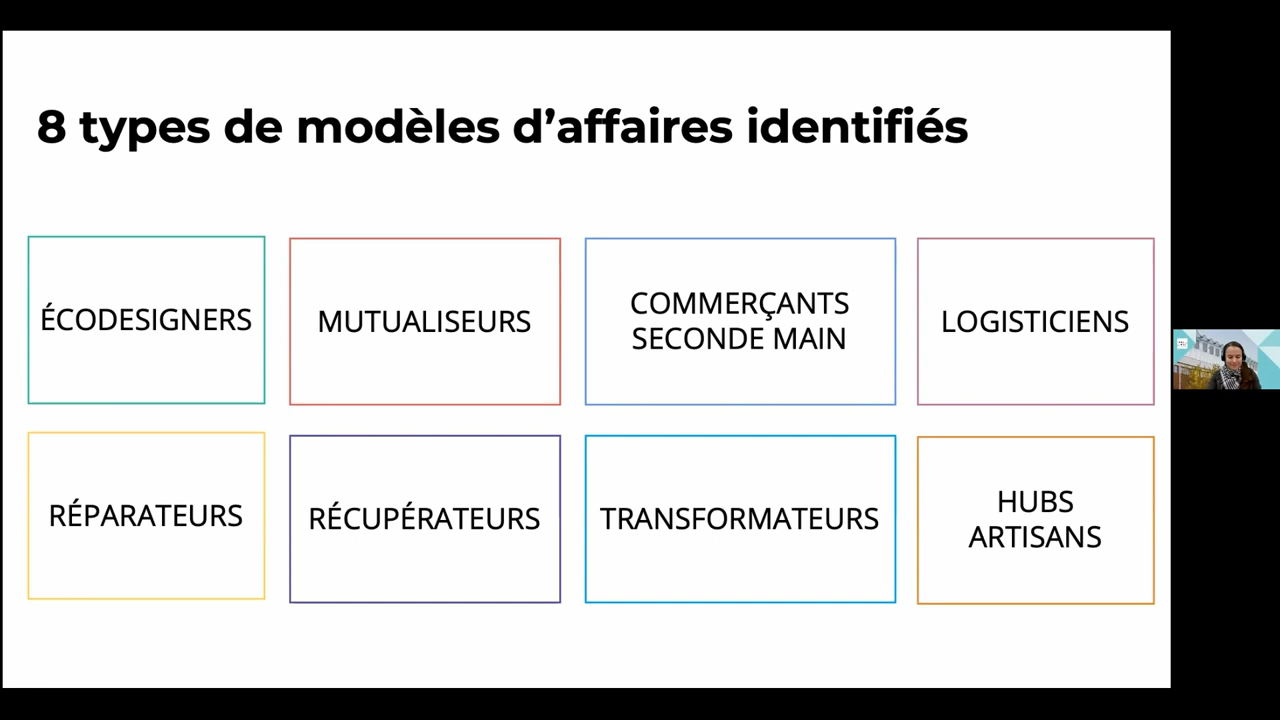 8 types de modèles d’affaires identifiés
ÉCODESIGNERS
MUTUALISEURS
COMMERÇANTS
SECONDE MAIN
LOGISTICIENS
RÉPARATEURS
RÉCUPÉRATEURS
TRANSFORMATEURS
HUBS
ARTISANS